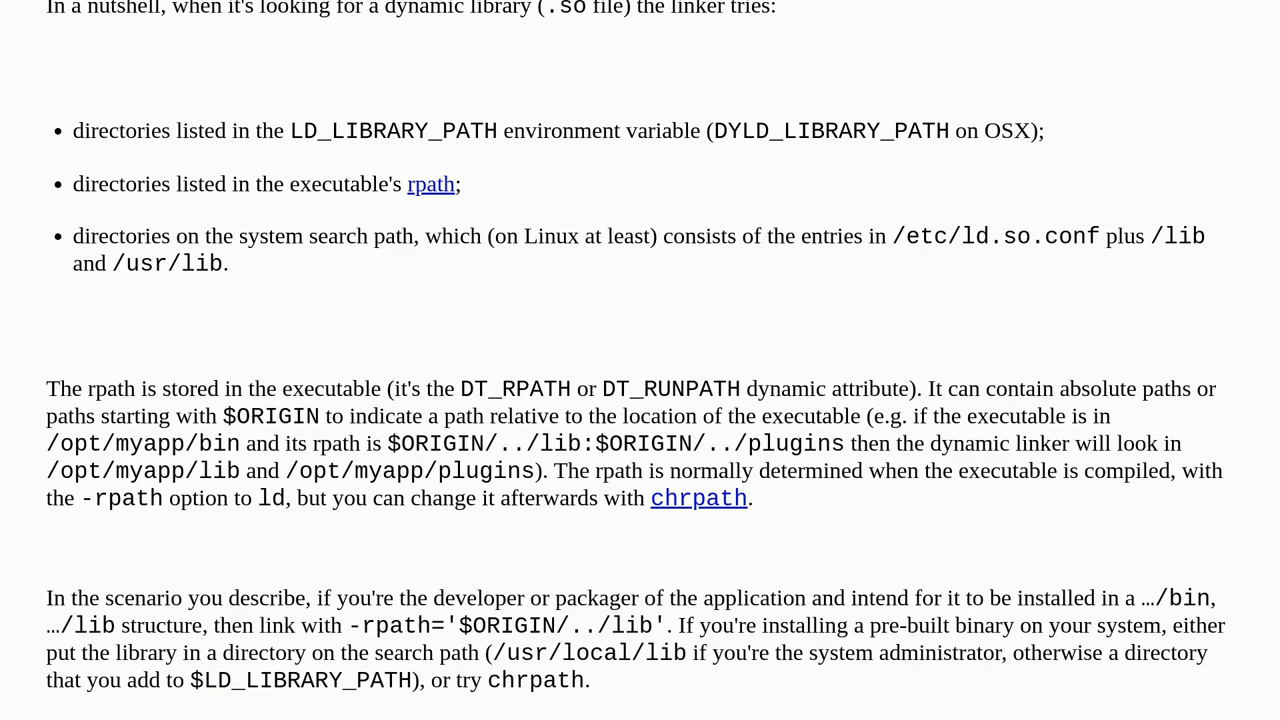 In a nutshell, when it's looking for a dynamic library (.so file) the linker tries:
• directories listed in the LD_LIBRARY_PATH environment variable (DYLD_LIBRARY_PATH on OSX);
• directories listed in the executable's rpath;
• directories on the system search path, which (on Linux at least) consists of the entries in /etc/ld.so.conf plus /lib
and /usr/lib.
The rpath is stored in the executable (it's the DT_RPATH or DT_RUNPATH dynamic attribute). It can contain absolute paths or
paths starting with $ORIGIN to indicate a path relative to the location of the executable (e.g. if the executable is in
/opt/myapp/bin and its rpath is $ORIGIN/../lib:$ORIGIN/../plugins then the dynamic linker will look in
/opt/myapp/lib and /opt/myapp/plugins). The rpath is normally determined when the executable is compiled, with
the -rpath option to ld, but you can change it afterwards with chrpath.
In the scenario you describe, if you're the developer or packager of the application and intend for it to be installed in a …/bin,
…/lib structure, then link with -rpath='$ORIGIN/../lib'. If you're installing a pre-built binary on your system, either
put the library in a directory on the search path (/usr/local/lib if you're the system administrator, otherwise a directory
that you add to $LD_LIBRARY_PATH), or try chrpath.